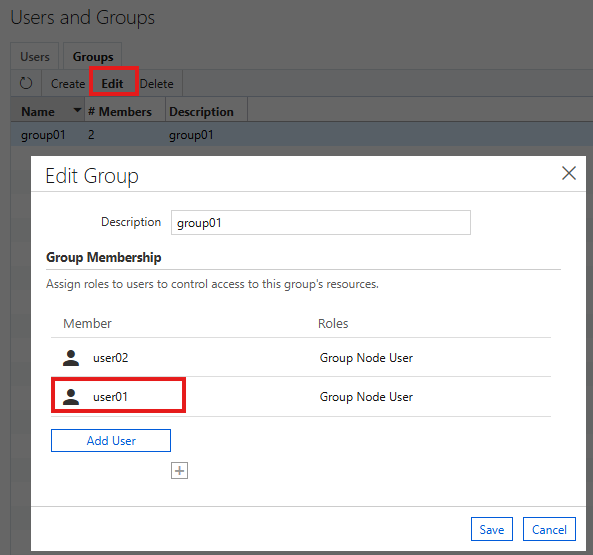 Users and Groups
Users Groups
Create Edit Delete
Name # Members Description
group01 2 group01
Edit Group
Description group01
Group Membership
Assign roles to users to control access to this group's resources.
Member Roles
user02 Group Node User
user01 Group Node User
Add User
Save Cancel